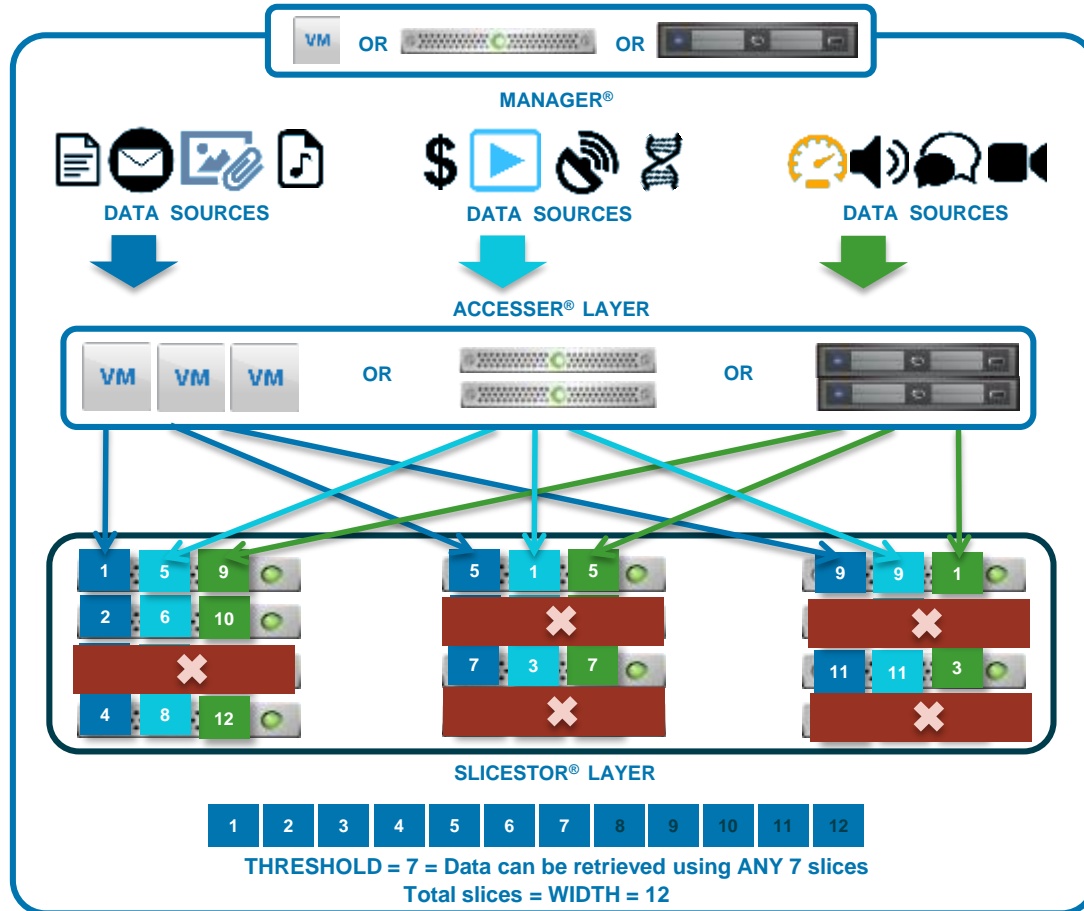 VM OR OR
MANAGER®
$
DATA SOURCES DATA SOURCES DATA SOURCES
ACCESSER® LAYER
VM VM VM OR OR
1 5 9 5 1 5 9 9 1
2 6 10
7 3 7 11 11 3
4 8 12
SLICESTOR® LAYER
1 2 3 4 5 6 7 8 9 10 11 12
THRESHOLD = 7 = Data can be retrieved using ANY 7 slices
Total slices = WIDTH = 12